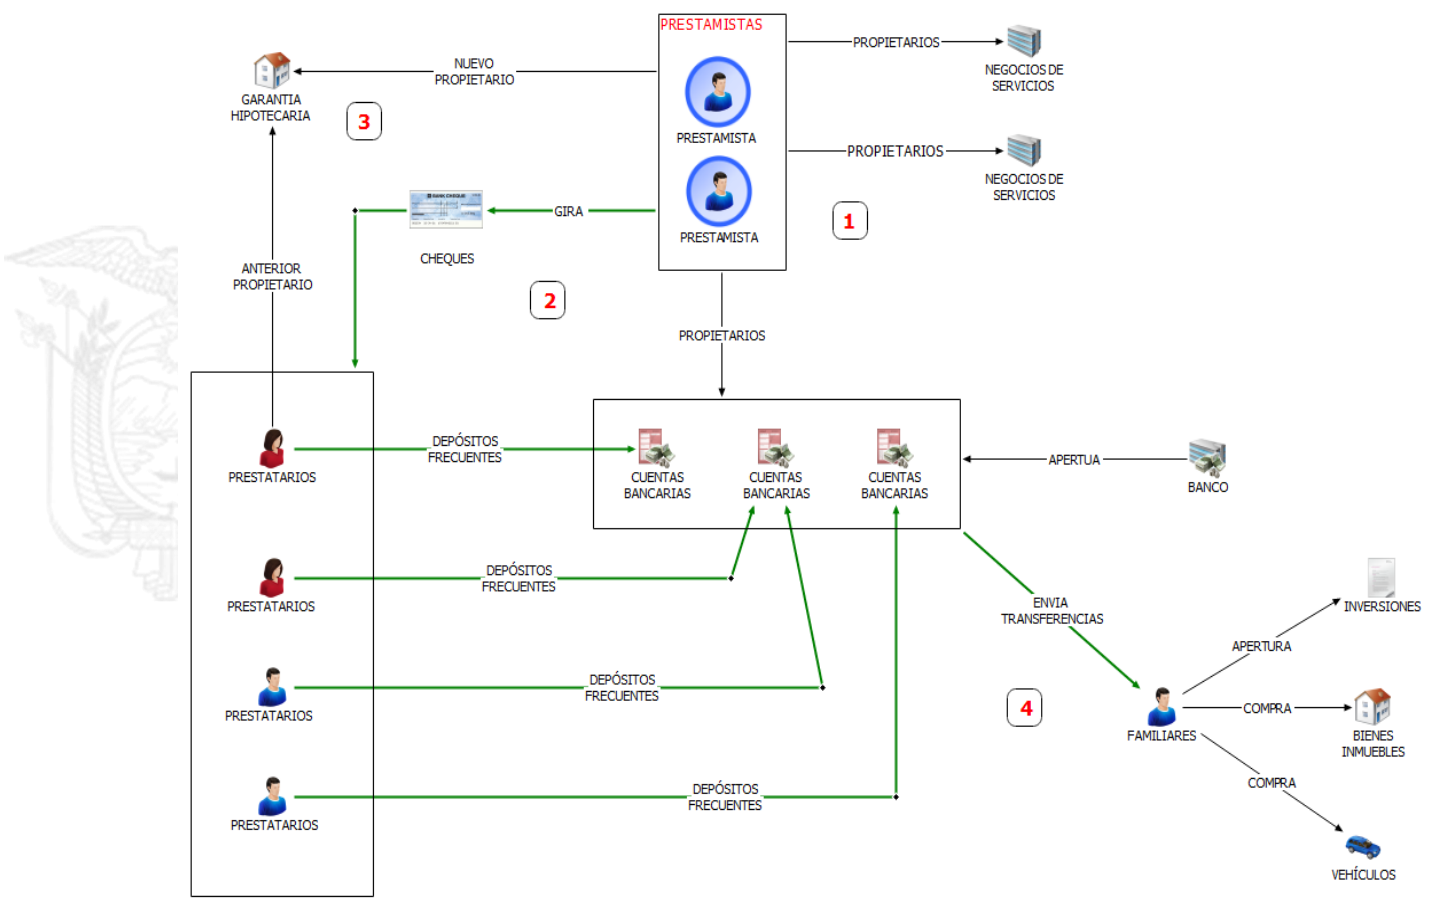 PRESTAMISTAS
PROPIETARIOS
NEGOCIOS DE
SERVICIOS
NUEVO
PROPIETARIO
GARANTIA
HIPOTECARIA
3
PRESTAMISTA
PROPIETARIOS
NEGOCIOS DE
SERVICIOS
BANK CHEQUE
GIRA
PRESTAMISTA
1
CHEQUES
ANTERIOR
PROPIETARIO
2
PROPIETARIOS
PRESTATARIOS
DEPÓSITOS
FRECUENTES
CUENTAS
BANCARIAS
CUENTAS
BANCARIAS
CUENTAS
BANCARIAS
APERTUA
BANCO
PRESTATARIOS
DEPÓSITOS
FRECUENTES
ENVIA
TRANSFERENCIAS
INVERSIONES
APERTURA
PRESTATARIOS
DEPÓSITOS
FRECUENTES
4
FAMILIARES
COMPRA
BIENES
INMUEBLES
COMPRA
PRESTATARIOS
DEPÓSITOS
FRECUENTES
VEHÍCULOS